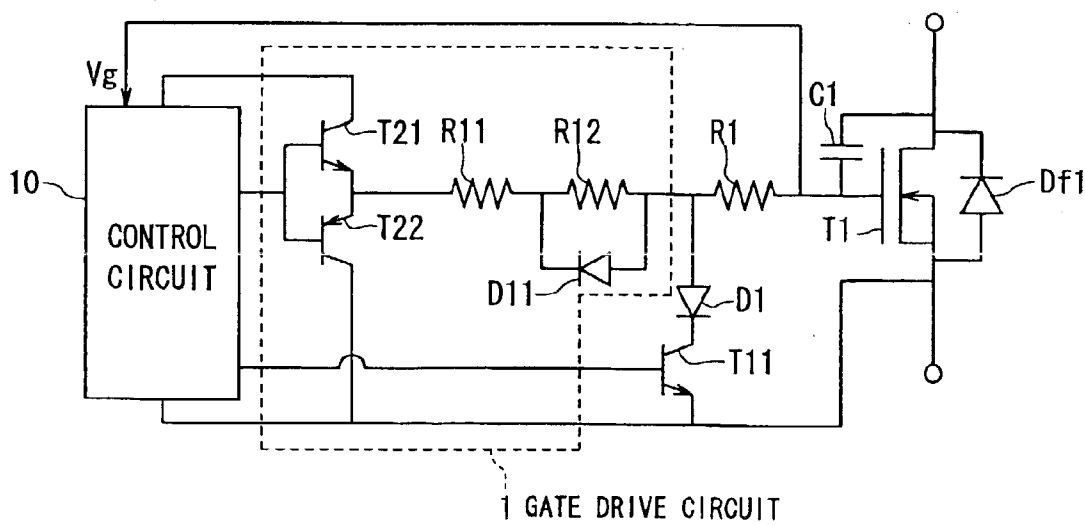 Vg
C1
T21
R11
R12
R1
10
T1
Df1
CONTROL
CIRCUIT
T22
D11
D1
T11
1 GATE DRIVE CIRCUIT